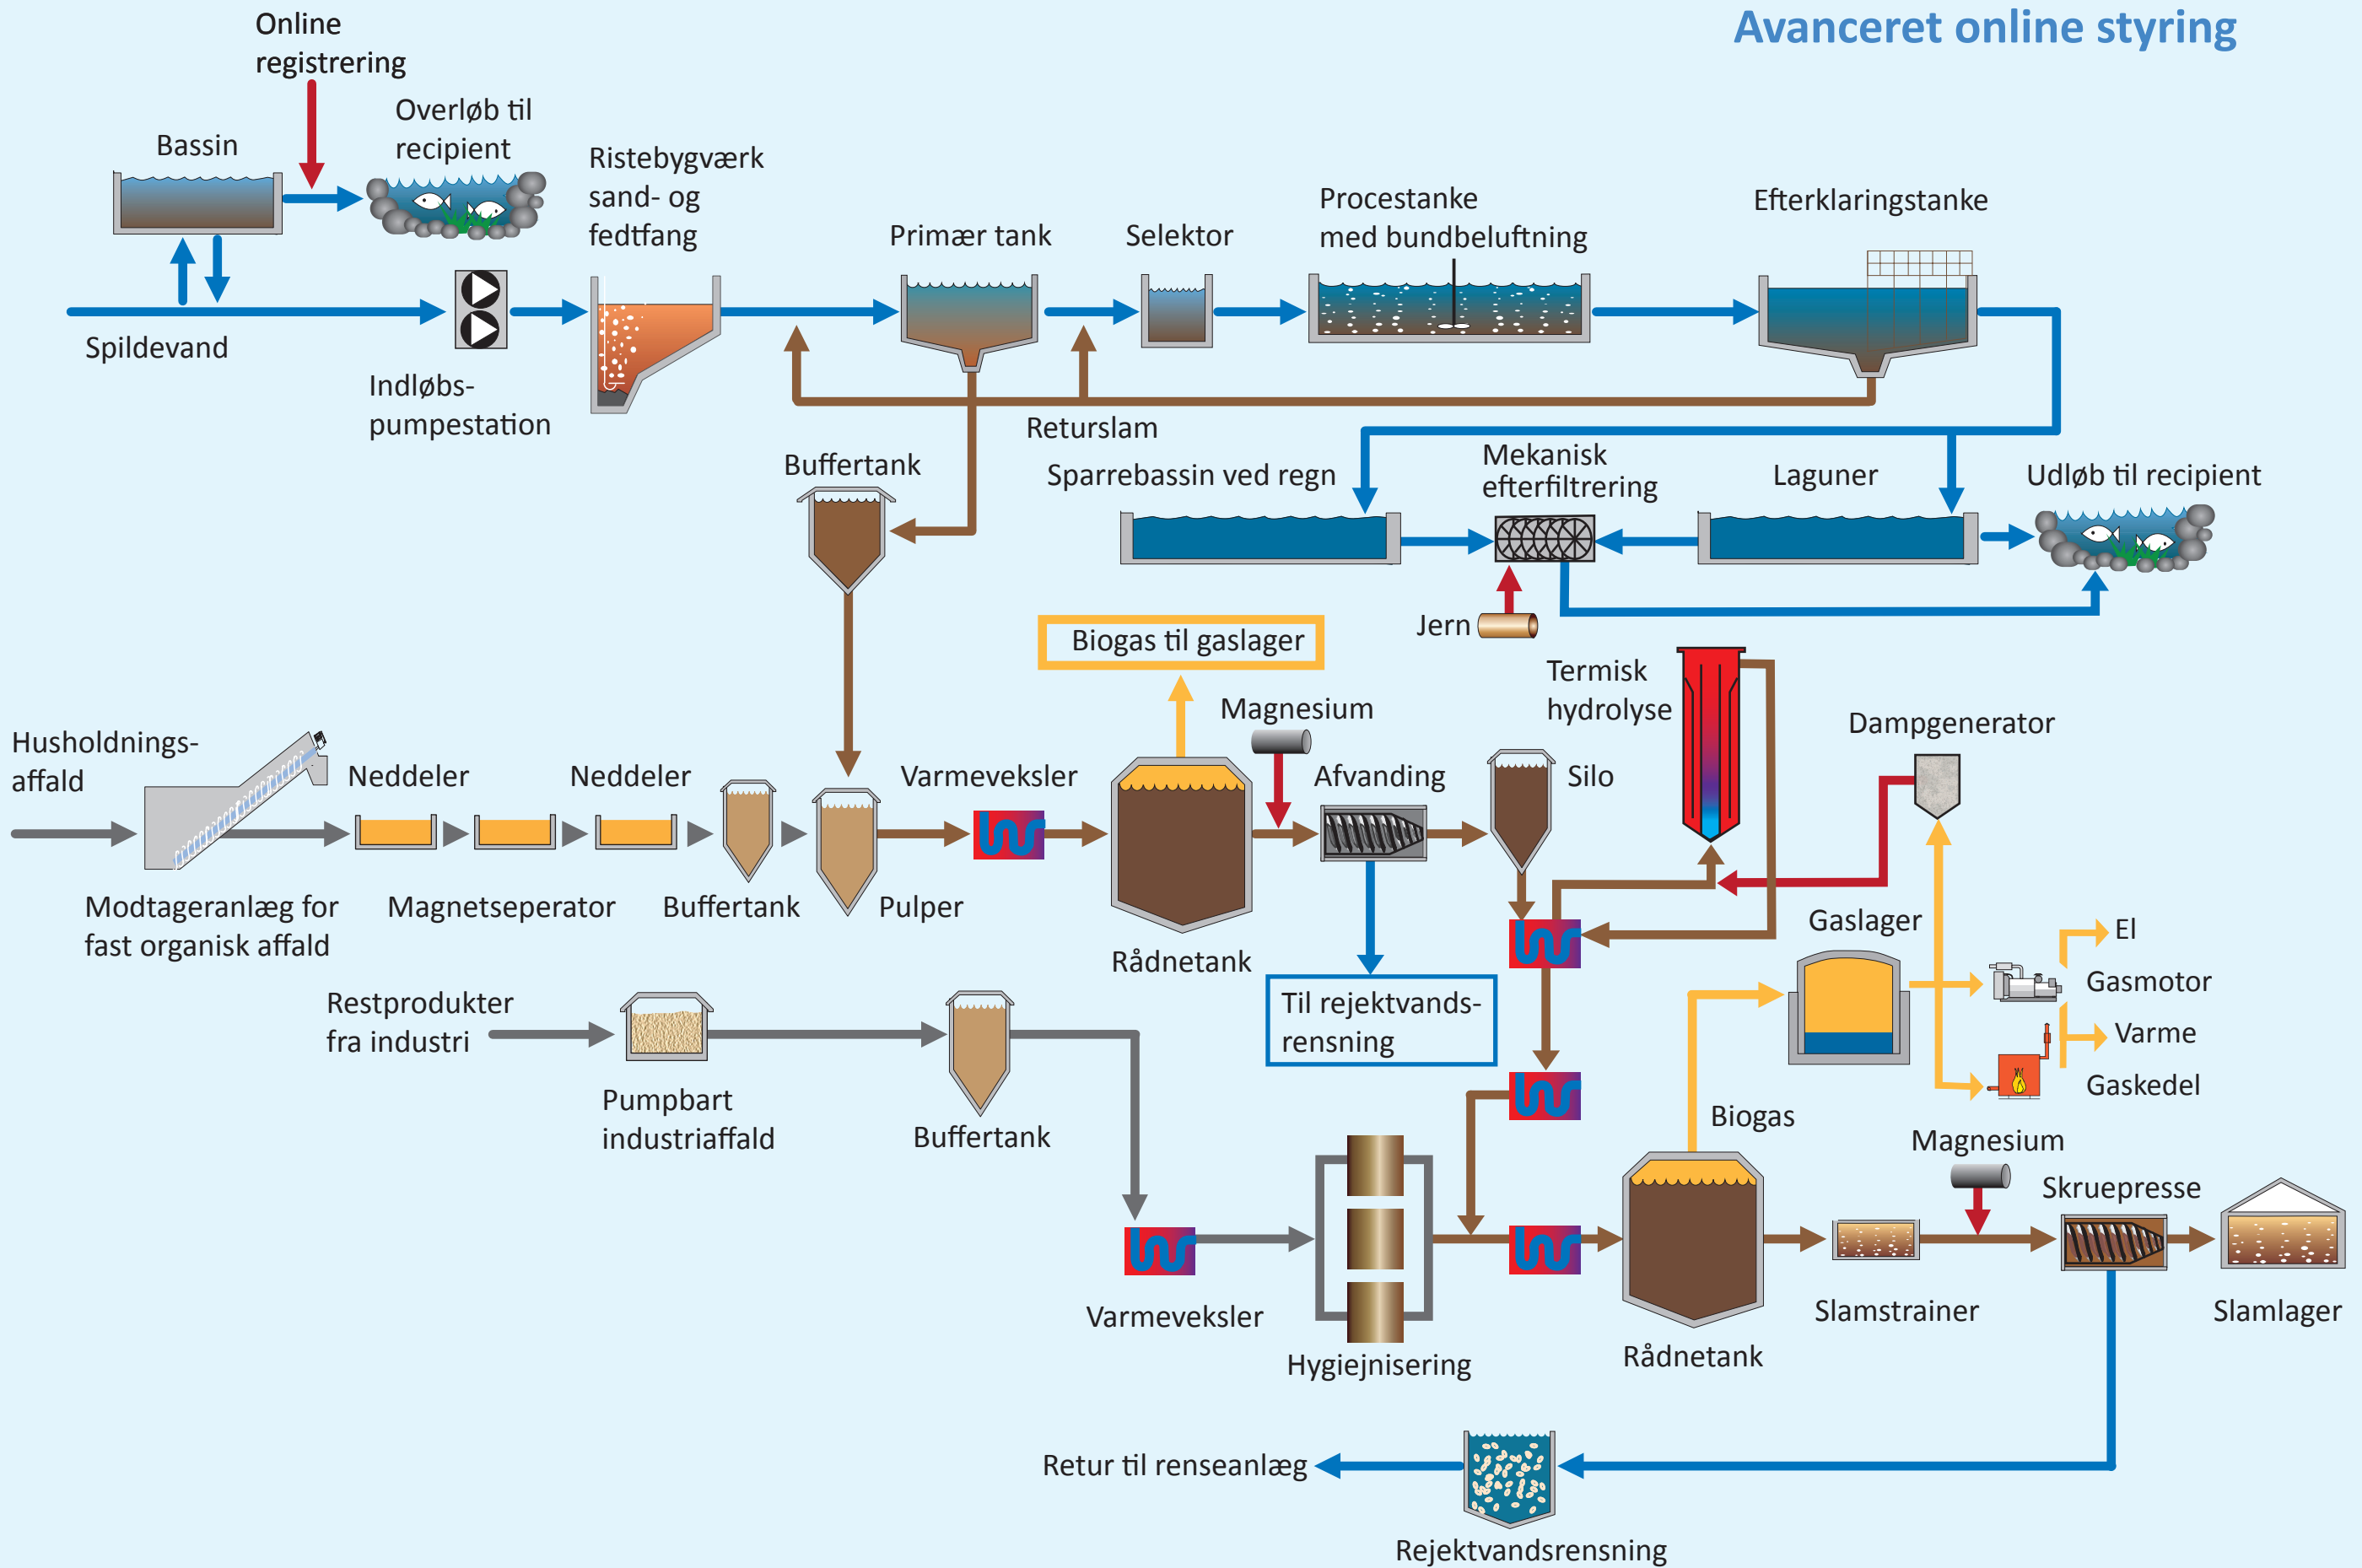 Avanceret online styring
Online
registrering
Overløb til
recipient
Bassin
Ristebygværk
sand- og
fedtfang
Primær tank
Selektor
Procestanke
med bundbeluftning
Efterklaringstanke
Spildevand
Indløbs-
pumpestation
Returslam
Buffertank
Sparrebassin ved regn
Mekanisk
efterfiltrering
Laguner
Udløb til recipient
Jern
Biogas til gaslager
Termisk
hydrolyse
Magnesium
Dampgenerator
Husholdnings-
affald
Neddeler
Neddeler
Varmeveksler
Afvanding
Silo
Modtageranlæg for
fast organisk affald
Magnetseperator
Buffertank
Pulper
Rådnetank
Gaslager
El
Gasmotor
Varme
Gaskedel
Restprodukter
fra industri
Til rejektvands-
rensning
Pumpbart
industriaffald
Buffertank
Biogas
Magnesium
Skruepresse
Varmeveksler
Hygiejnisering
Rådnetank
Slamstrainer
Slamlager
Retur til renseanlæg
Rejektvandsrensning